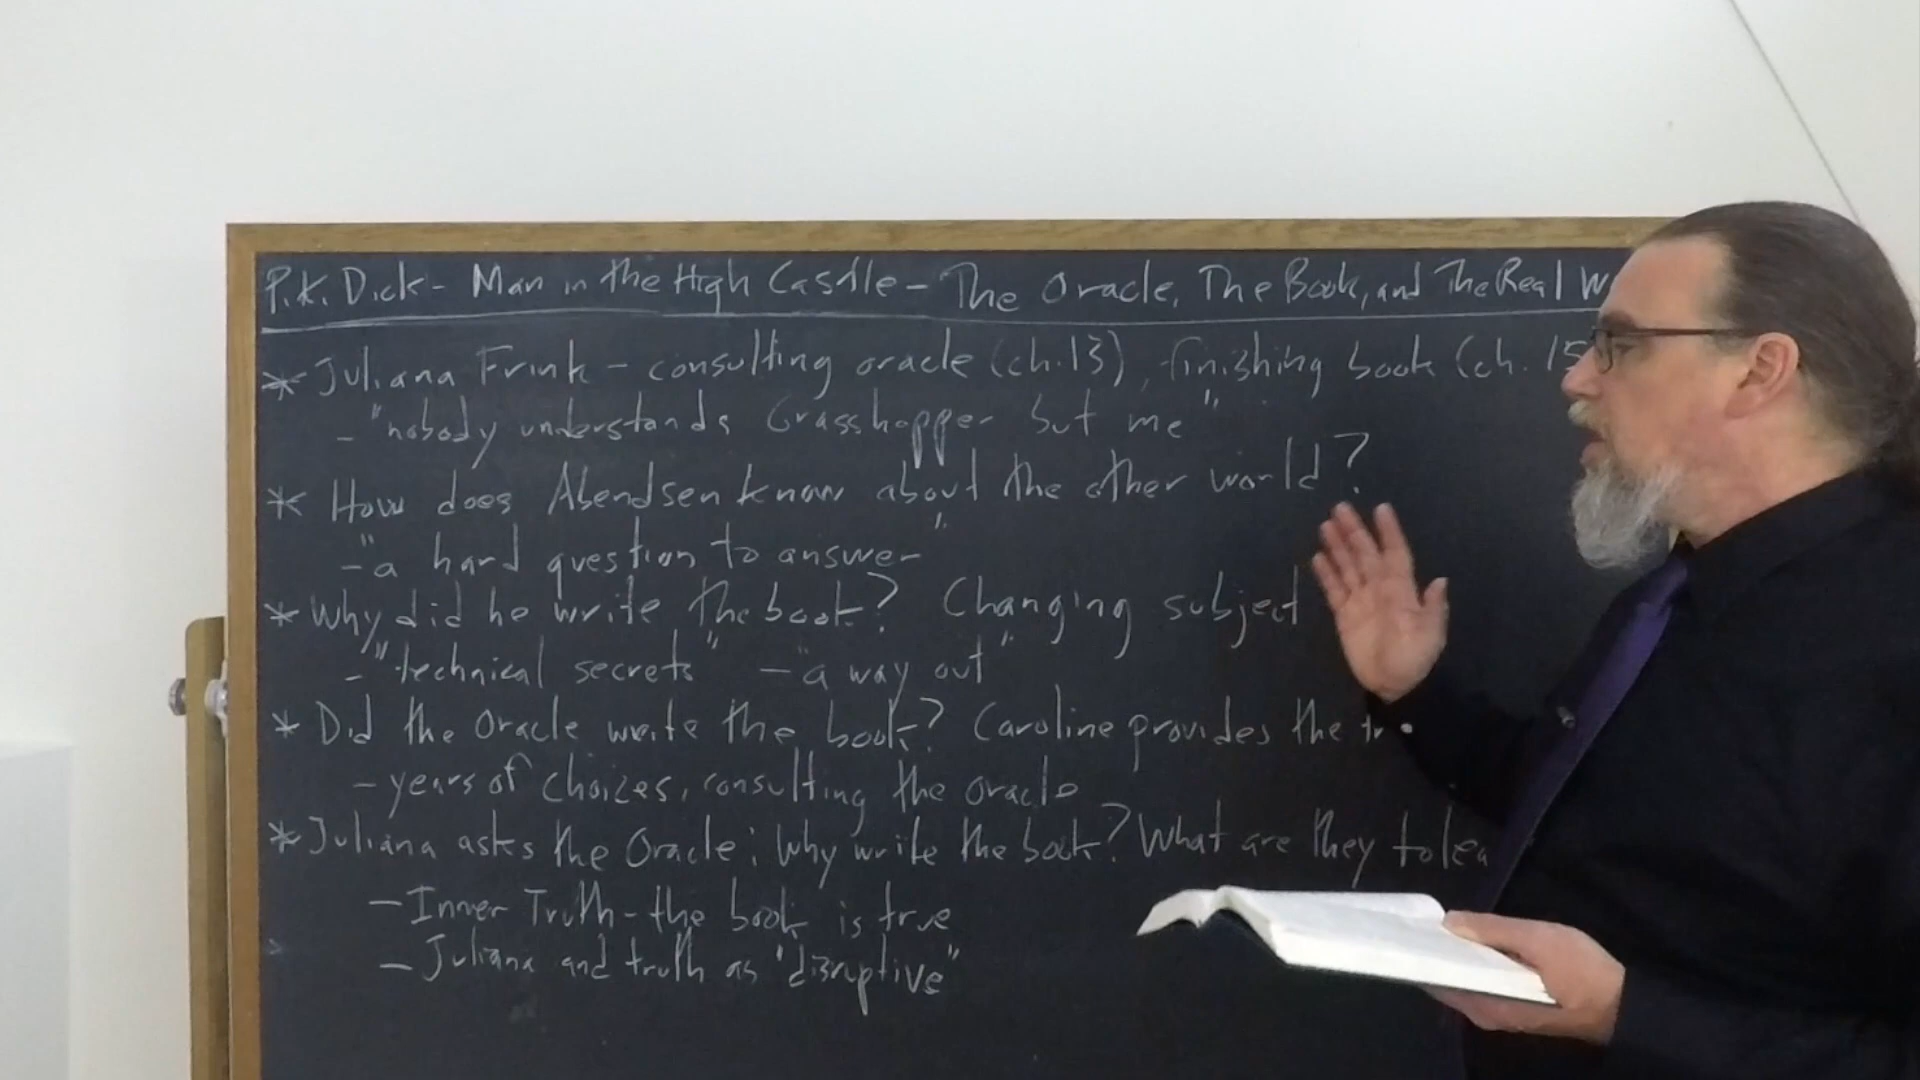 P.K. Dick - Man in the High Castle - The Oracle, The Book, and The Real W
* Juliana Frink - consulting oracle (ch. 13), finishing book (ch. 15
- "nobody understands Grasshopper but me"
* How does Abendsen know about the other world?
- "a hard question to answer"
* Why did he write the book? Changing subject
- "technical secrets" - "a way out"
* Did the Oracle write the book? Caroline provides the tr
- years of choices, consulting the oracle
* Juliana asks the Oracle: Why write the book? What are they to lea
- Inner Truth - the book is true
- Juliana and truth as "disruptive"